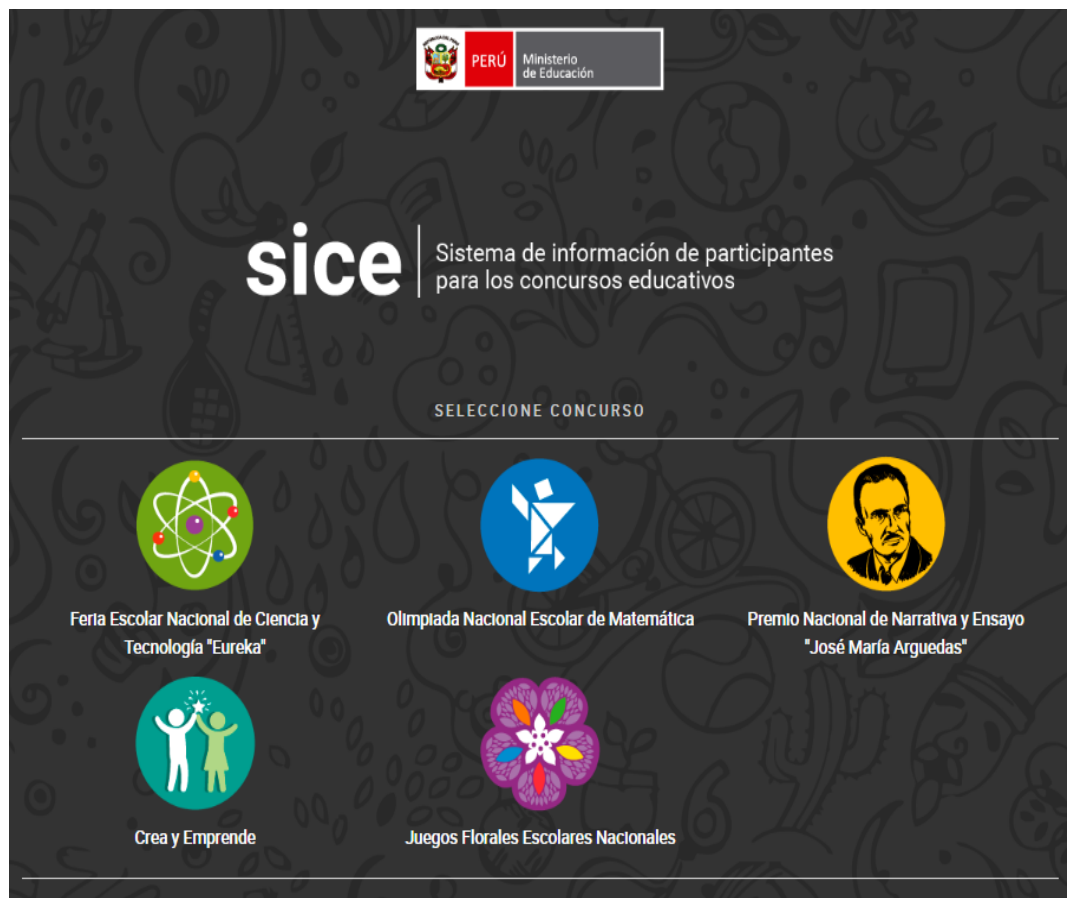 PERÚ
Ministerio
de Educación
sice
Sistema de información de participantes
para los concursos educativos
SELECCIONE CONCURSO
Feria Escolar Nacional de Ciencia y
Tecnología "Eureka"
Olimpiada Nacional Escolar de Matemática
Premio Nacional de Narrativa y Ensayo
"José María Arguedas"
Crea y Emprende
Juegos Florales Escolares Nacionales